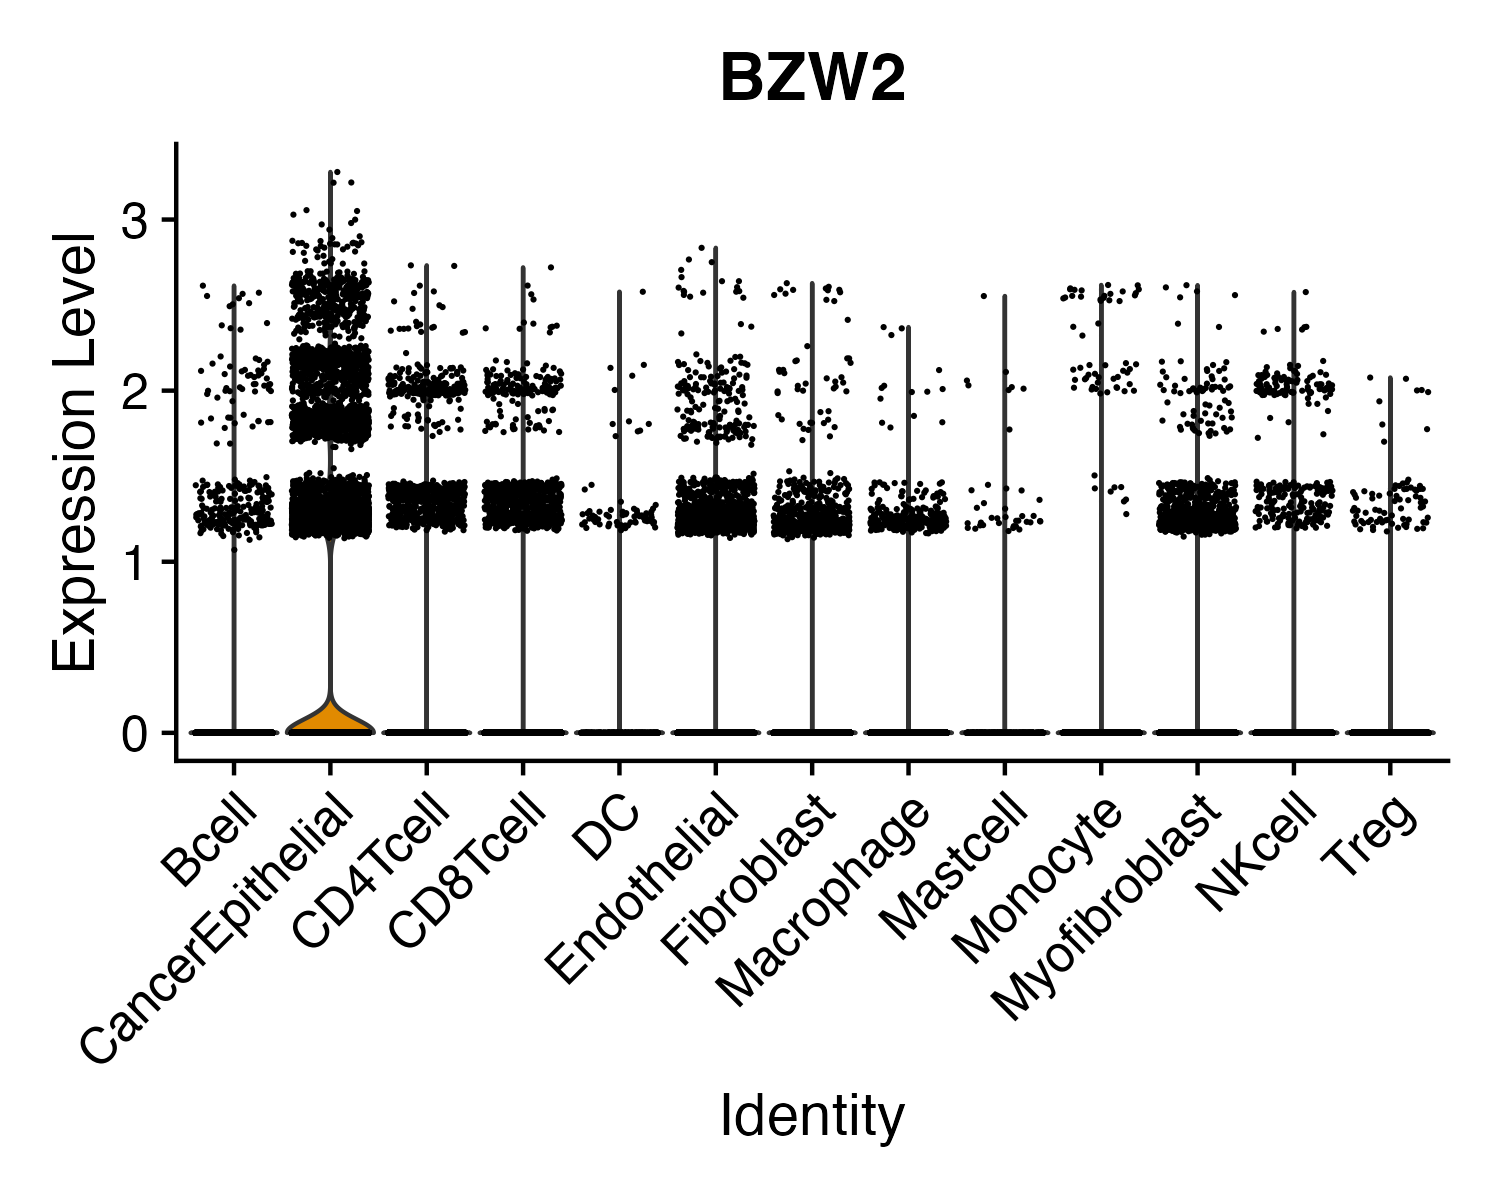 BZW2
Expression Level
3
2
1
0
Bcell
CancerEpithelial
CD4Tcell
CD8Tcell
DC
Endothelial
Fibroblast
Macrophage
Mastcell
Monocyte
Myofibroblast
NKcell
Treg
Identity